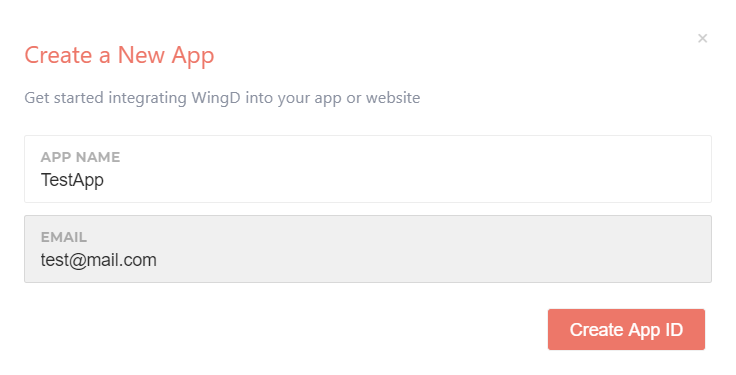 ×
Create a New App
Get started integrating WingD into your app or website
APP NAME
TestApp
EMAIL
test@mail.com
Create App ID